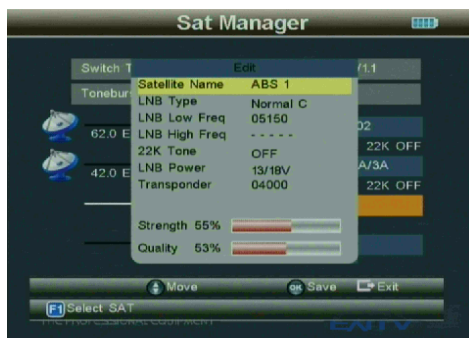 Sat Manager
Switch T
Edit
/1.1
Tonebur
Satellite Name ABS 1
LNB Type Normal C
LNB Low Freq 05150
62.0 E
LNB High Freq - - - - -
02
22K Tone OFF
22K OFF
42.0 E
LNB Power 13/18V
A/3A
Transponder 04000
22K OFF
Strength 55%
Quality 53%
Move
OK Save
Exit
F1 Select SAT